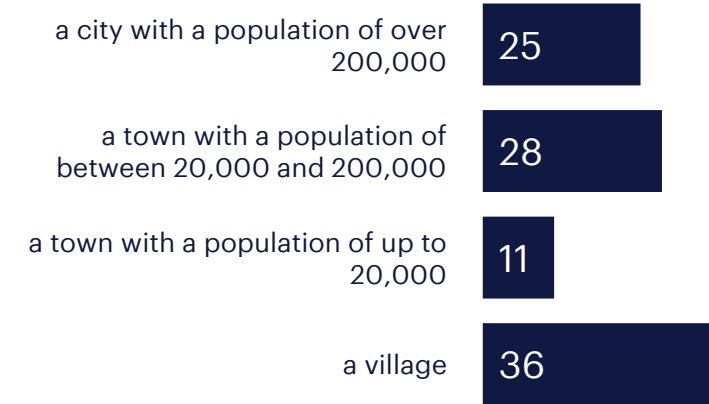 a city with a population of over
200,000
25
a town with a population of
between 20,000 and 200,000
28
a town with a population of up to
20,000
11
a village
36